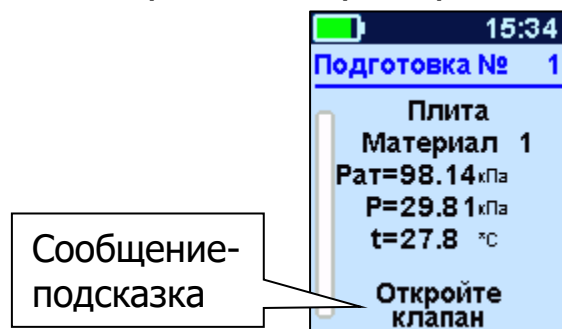 15:34
Подготовка № 1
Плита
Материал 1
Рат=98.14кПа
Р=29.81кПа
t=27.8 °С
Сообщение-
подсказка
Откройте
клапан